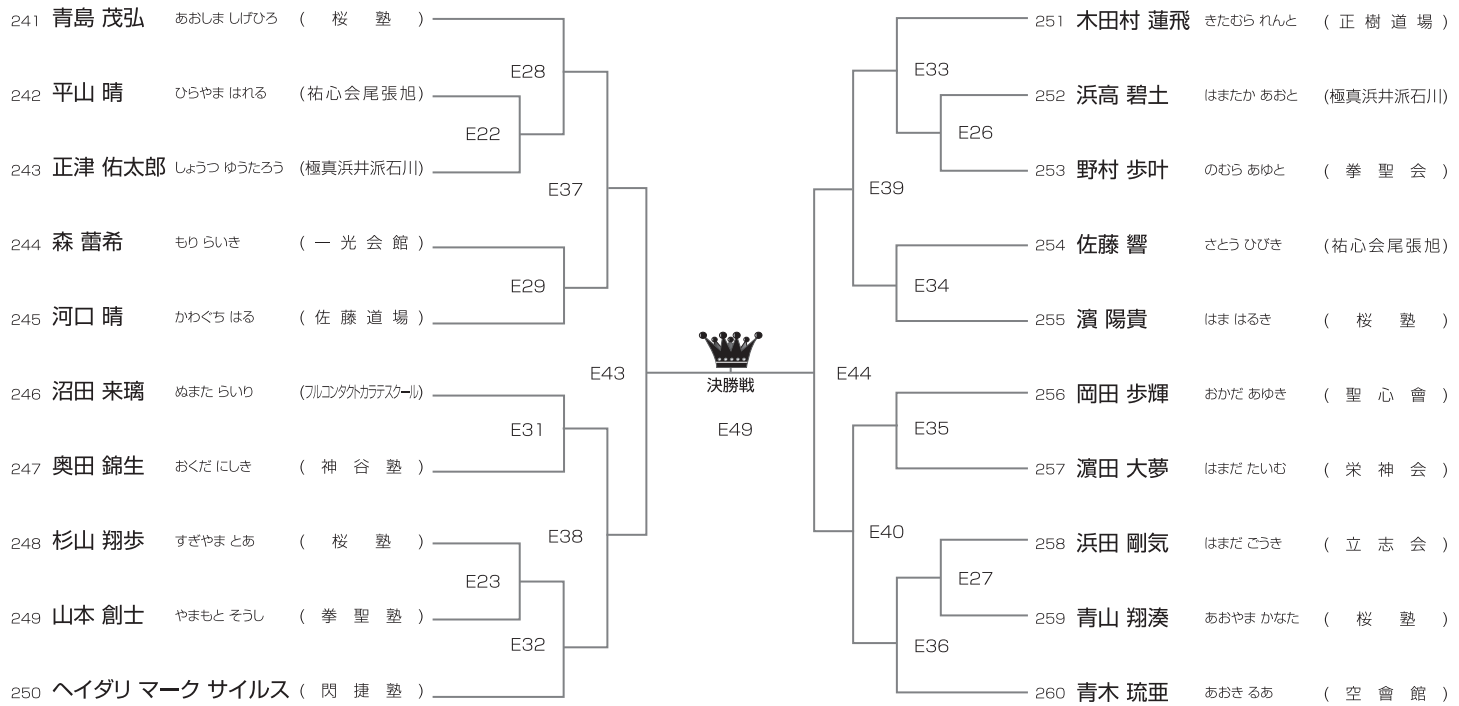 241 青島 茂弘 あおしま しげひろ ( 桜 塾 )
E28
242 平山 晴 ひらやま はれる (祐心会尾張旭)
E22
243 正津 佑太郎 しょうつ ゆうたろう (極真浜井派石川)
E37
244 森 蕾希 もり らいき ( 一 光 会 館 )
E29
245 河口 晴 かわぐち はる ( 佐 藤 道 場 )
E43
246 沼田 来璃 ぬまた らいり (フルコンタクトカラテスクール)
E31
247 奥田 錦生 おくだ にしき ( 神 谷 塾 )
E38
248 杉山 翔歩 すぎやま とあ ( 桜 塾 )
E23
249 山本 創士 やまもと そうし ( 拳 聖 塾 )
E32
250 ヘイダリ マーク サイルス ( 閃 捷 塾 )
決勝戦
E49
251 木田村 蓮飛 きたむら れんと ( 正 樹 道 場 )
E33
252 浜高 碧土 はまたか あおと (極真浜井派石川)
E26
253 野村 歩叶 のむら あゆと ( 拳 聖 会 )
E39
254 佐藤 響 さとう ひびき (祐心会尾張旭)
E34
255 濱 陽貴 はま はるき ( 桜 塾 )
E44
256 岡田 歩輝 おかだ あゆき ( 聖 心 會 )
E35
257 濵田 大夢 はまだ たいむ ( 栄 神 会 )
E40
258 浜田 剛気 はまだ ごうき ( 立 志 会 )
E27
259 青山 翔湊 あおやま かなた ( 桜 塾 )
E36
260 青木 琉亜 あおき るあ ( 空 會 館 )